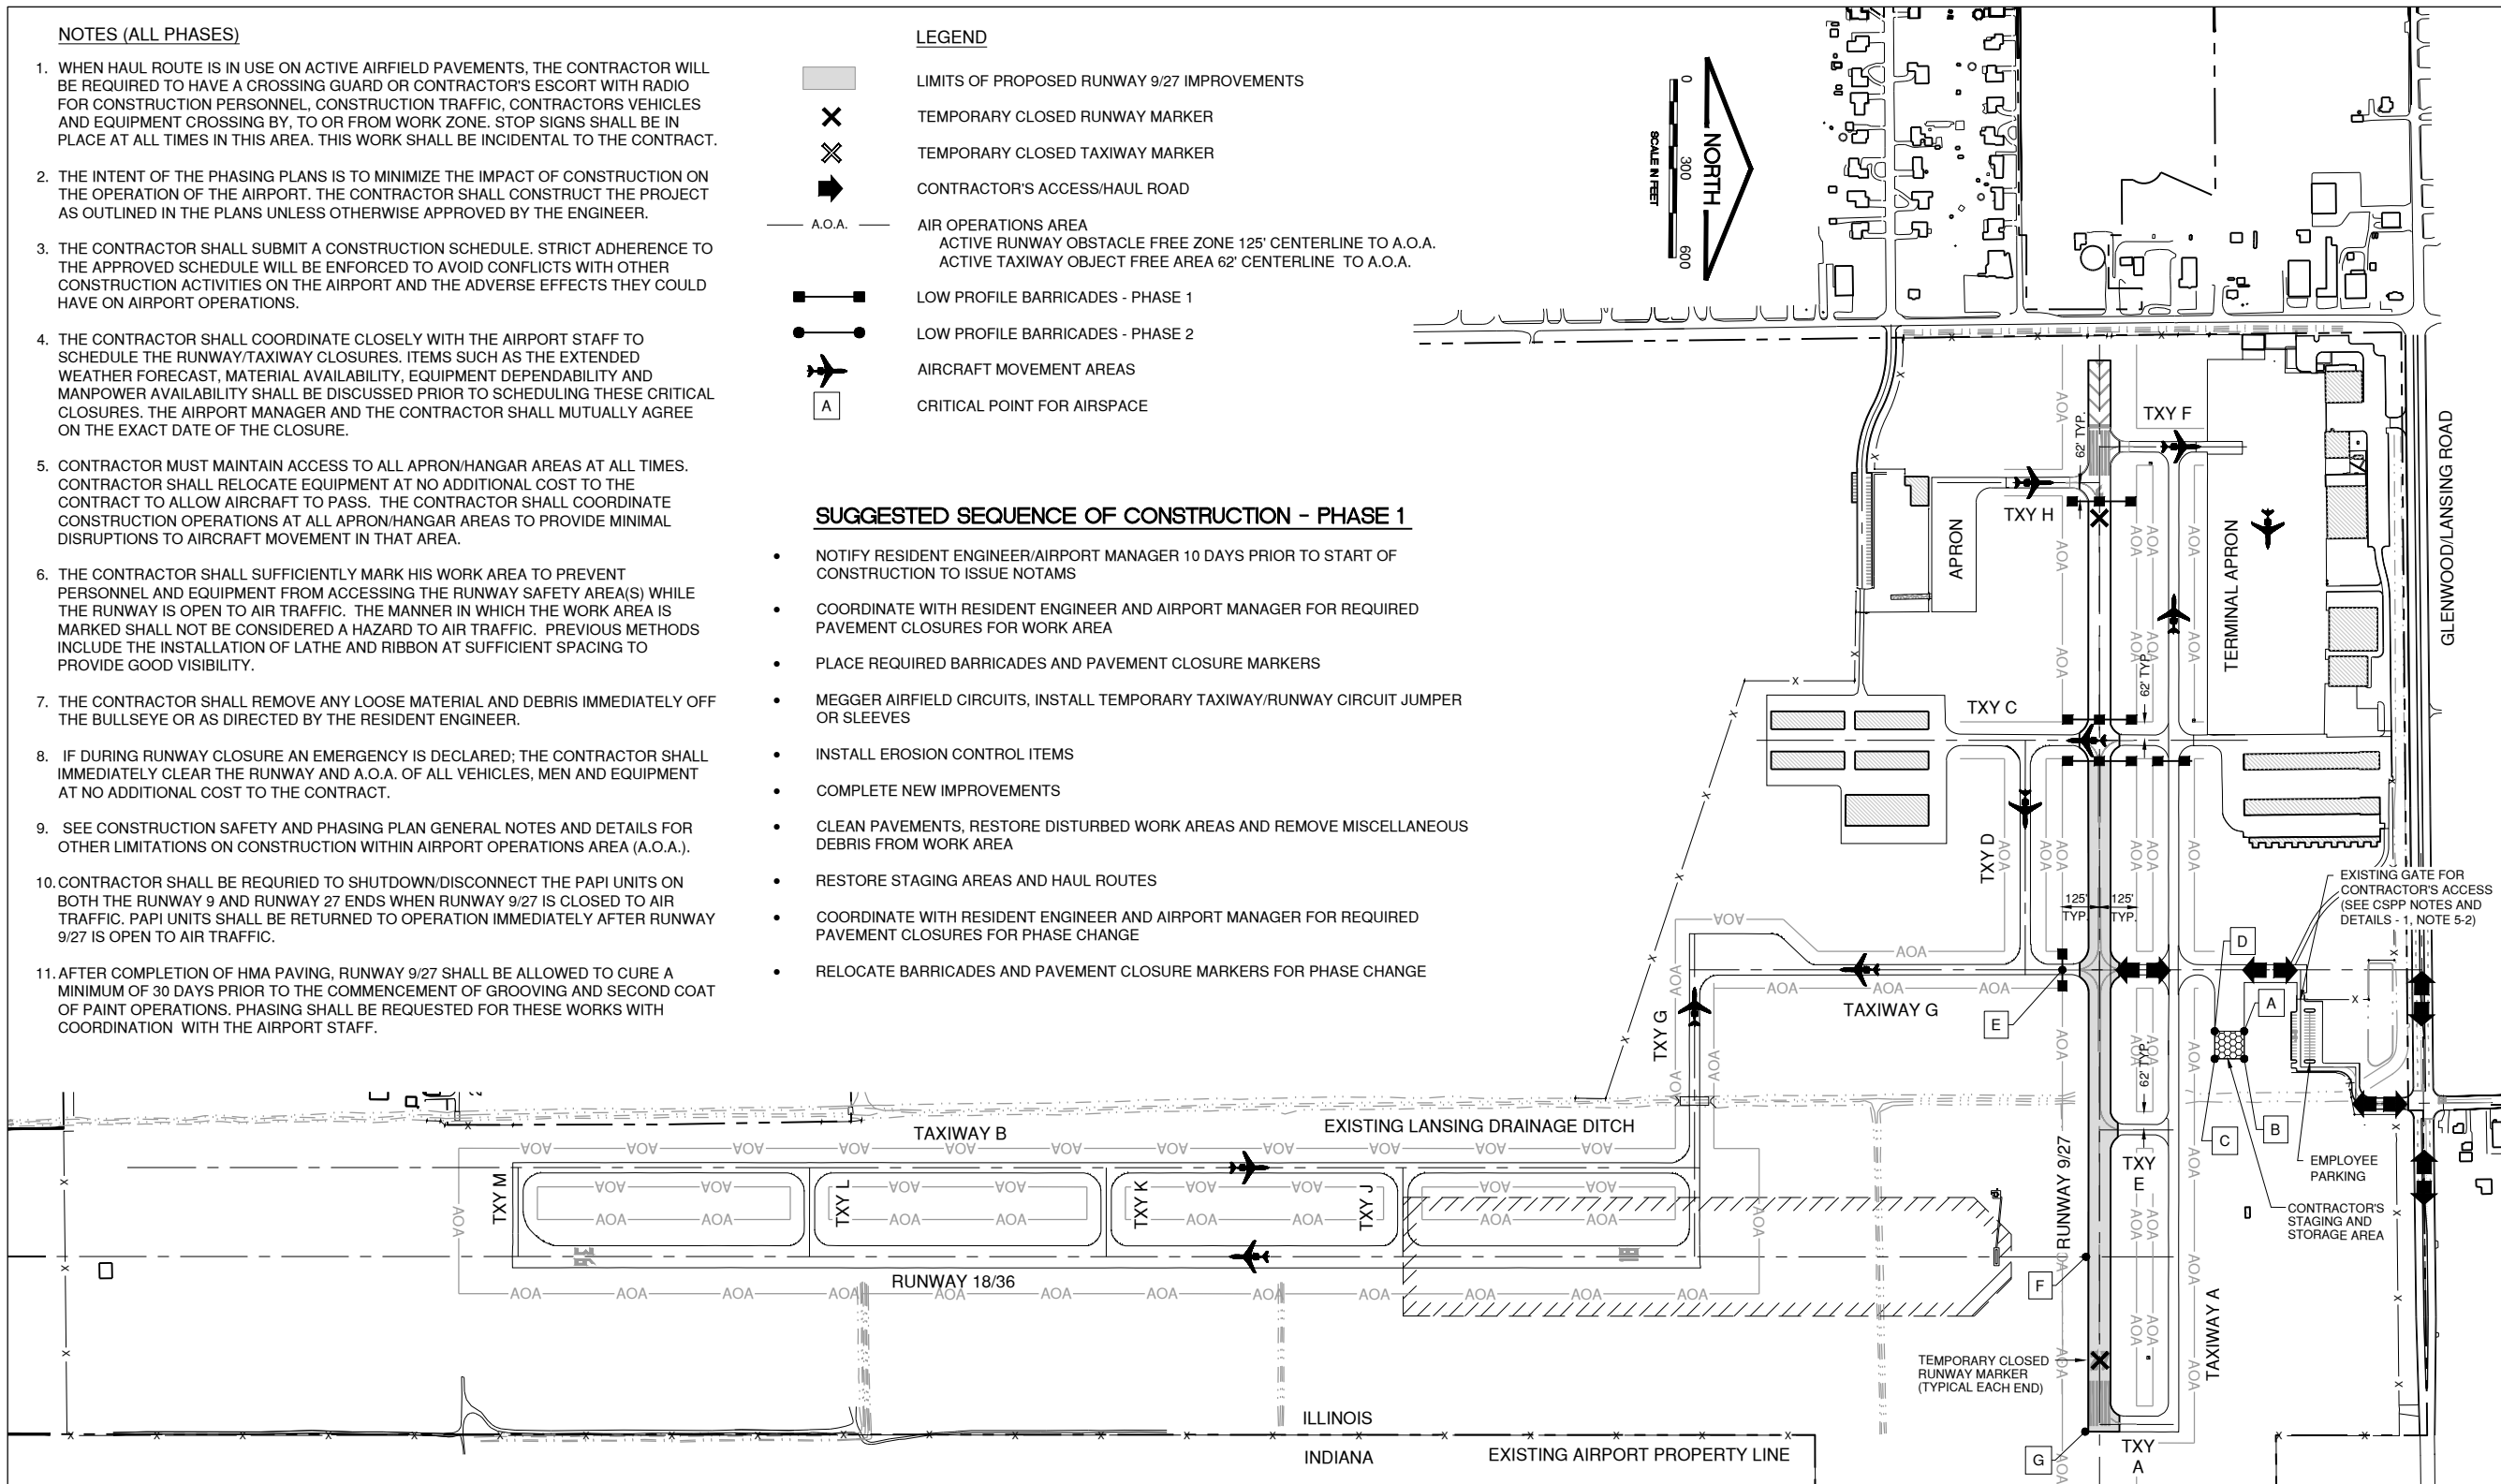 NOTES (ALL PHASES)
1. WHEN HAUL ROUTE IS IN USE ON ACTIVE AIRFIELD PAVEMENTS, THE CONTRACTOR WILL
BE REQUIRED TO HAVE A CROSSING GUARD OR CONTRACTOR'S ESCORT WITH RADIO
FOR CONSTRUCTION PERSONNEL, CONSTRUCTION TRAFFIC, CONTRACTORS VEHICLES
AND EQUIPMENT CROSSING BY, TO OR FROM WORK ZONE. STOP SIGNS SHALL BE IN
PLACE AT ALL TIMES IN THIS AREA. THIS WORK SHALL BE INCIDENTAL TO THE CONTRACT.
2. THE INTENT OF THE PHASING PLANS IS TO MINIMIZE THE IMPACT OF CONSTRUCTION ON
THE OPERATION OF THE AIRPORT. THE CONTRACTOR SHALL CONSTRUCT THE PROJECT
AS OUTLINED IN THE PLANS UNLESS OTHERWISE APPROVED BY THE ENGINEER.
3. THE CONTRACTOR SHALL SUBMIT A CONSTRUCTION SCHEDULE. STRICT ADHERENCE TO
THE APPROVED SCHEDULE WILL BE ENFORCED TO AVOID CONFLICTS WITH OTHER
CONSTRUCTION ACTIVITIES ON THE AIRPORT AND THE ADVERSE EFFECTS THEY COULD
HAVE ON AIRPORT OPERATIONS.
4. THE CONTRACTOR SHALL COORDINATE CLOSELY WITH THE AIRPORT STAFF TO
SCHEDULE THE RUNWAY/TAXIWAY CLOSURES. ITEMS SUCH AS THE EXTENDED
WEATHER FORECAST, MATERIAL AVAILABILITY, EQUIPMENT DEPENDABILITY AND
MANPOWER AVAILABILITY SHALL BE DISCUSSED PRIOR TO SCHEDULING THESE CRITICAL
CLOSURES. THE AIRPORT MANAGER AND THE CONTRACTOR SHALL MUTUALLY AGREE
ON THE EXACT DATE OF THE CLOSURE.
5. CONTRACTOR MUST MAINTAIN ACCESS TO ALL APRON/HANGAR AREAS AT ALL TIMES.
CONTRACTOR SHALL RELOCATE EQUIPMENT AT NO ADDITIONAL COST TO THE
CONTRACT TO ALLOW AIRCRAFT TO PASS. THE CONTRACTOR SHALL COORDINATE
CONSTRUCTION OPERATIONS AT ALL APRON/HANGAR AREAS TO PROVIDE MINIMAL
DISRUPTIONS TO AIRCRAFT MOVEMENT IN THAT AREA.
6. THE CONTRACTOR SHALL SUFFICIENTLY MARK HIS WORK AREA TO PREVENT
PERSONNEL AND EQUIPMENT FROM ACCESSING THE RUNWAY SAFETY AREA(S) WHILE
THE RUNWAY IS OPEN TO AIR TRAFFIC. THE MANNER IN WHICH THE WORK AREA IS
MARKED SHALL NOT BE CONSIDERED A HAZARD TO AIR TRAFFIC. PREVIOUS METHODS
INCLUDE THE INSTALLATION OF LATHE AND RIBBON AT SUFFICIENT SPACING TO
PROVIDE GOOD VISIBILITY.
7. THE CONTRACTOR SHALL REMOVE ANY LOOSE MATERIAL AND DEBRIS IMMEDIATELY OFF
THE BULLSEYE OR AS DIRECTED BY THE RESIDENT ENGINEER.
8. IF DURING RUNWAY CLOSURE AN EMERGENCY IS DECLARED; THE CONTRACTOR SHALL
IMMEDIATELY CLEAR THE RUNWAY AND A.O.A. OF ALL VEHICLES, MEN AND EQUIPMENT
AT NO ADDITIONAL COST TO THE CONTRACT.
9. SEE CONSTRUCTION SAFETY AND PHASING PLAN GENERAL NOTES AND DETAILS FOR
OTHER LIMITATIONS ON CONSTRUCTION WITHIN AIRPORT OPERATIONS AREA (A.O.A.).
10. CONTRACTOR SHALL BE REQURIED TO SHUTDOWN/DISCONNECT THE PAPI UNITS ON
BOTH THE RUNWAY 9 AND RUNWAY 27 ENDS WHEN RUNWAY 9/27 IS CLOSED TO AIR
TRAFFIC. PAPI UNITS SHALL BE RETURNED TO OPERATION IMMEDIATELY AFTER RUNWAY
9/27 IS OPEN TO AIR TRAFFIC.
11. AFTER COMPLETION OF HMA PAVING, RUNWAY 9/27 SHALL BE ALLOWED TO CURE A
MINIMUM OF 30 DAYS PRIOR TO THE COMMENCEMENT OF GROOVING AND SECOND COAT
OF PAINT OPERATIONS. PHASING SHALL BE REQUESTED FOR THESE WORKS WITH
COORDINATION WITH THE AIRPORT STAFF.
LEGEND
LIMITS OF PROPOSED RUNWAY 9/27 IMPROVEMENTS
TEMPORARY CLOSED RUNWAY MARKER
TEMPORARY CLOSED TAXIWAY MARKER
CONTRACTOR'S ACCESS/HAUL ROAD
A.O.A. AIR OPERATIONS AREA
ACTIVE RUNWAY OBSTACLE FREE ZONE 125' CENTERLINE TO A.O.A.
ACTIVE TAXIWAY OBJECT FREE AREA 62' CENTERLINE TO A.O.A.
LOW PROFILE BARRICADES - PHASE 1
LOW PROFILE BARRICADES - PHASE 2
AIRCRAFT MOVEMENT AREAS
A CRITICAL POINT FOR AIRSPACE
SUGGESTED SEQUENCE OF CONSTRUCTION - PHASE 1
• NOTIFY RESIDENT ENGINEER/AIRPORT MANAGER 10 DAYS PRIOR TO START OF
CONSTRUCTION TO ISSUE NOTAMS
• COORDINATE WITH RESIDENT ENGINEER AND AIRPORT MANAGER FOR REQUIRED
PAVEMENT CLOSURES FOR WORK AREA
• PLACE REQUIRED BARRICADES AND PAVEMENT CLOSURE MARKERS
• MEGGER AIRFIELD CIRCUITS, INSTALL TEMPORARY TAXIWAY/RUNWAY CIRCUIT JUMPER
OR SLEEVES
• INSTALL EROSION CONTROL ITEMS
• COMPLETE NEW IMPROVEMENTS
• CLEAN PAVEMENTS, RESTORE DISTURBED WORK AREAS AND REMOVE MISCELLANEOUS
DEBRIS FROM WORK AREA
• RESTORE STAGING AREAS AND HAUL ROUTES
• COORDINATE WITH RESIDENT ENGINEER AND AIRPORT MANAGER FOR REQUIRED
PAVEMENT CLOSURES FOR PHASE CHANGE
• RELOCATE BARRICADES AND PAVEMENT CLOSURE MARKERS FOR PHASE CHANGE
NORTH
0 300 600
SCALE IN FEET
TXY F
62' TYP.
TXY H
APRON
TERMINAL APRON
GLENWOOD/LANSING ROAD
62' TYP
TXY C
TXY D
125' TYP.
125' TYP.
EXISTING GATE FOR
CONTRACTOR'S ACCESS
(SEE CSPP NOTES AND
DETAILS - 1, NOTE 5-2)
D
A
E
TXY G
TAXIWAY G
62' TYP
C
B
EMPLOYEE
PARKING
CONTRACTOR'S
STAGING AND
STORAGE AREA
TAXIWAY B
EXISTING LANSING DRAINAGE DITCH
TXY M
TXY L
TXY K
TXY J
36
18
RUNWAY 18/36
RUNWAY 9/27
TXY
E
F
TAXIWAY A
TEMPORARY CLOSED
RUNWAY MARKER
(TYPICAL EACH END)
ILLINOIS
INDIANA
EXISTING AIRPORT PROPERTY LINE
G
TXY
A
AOA